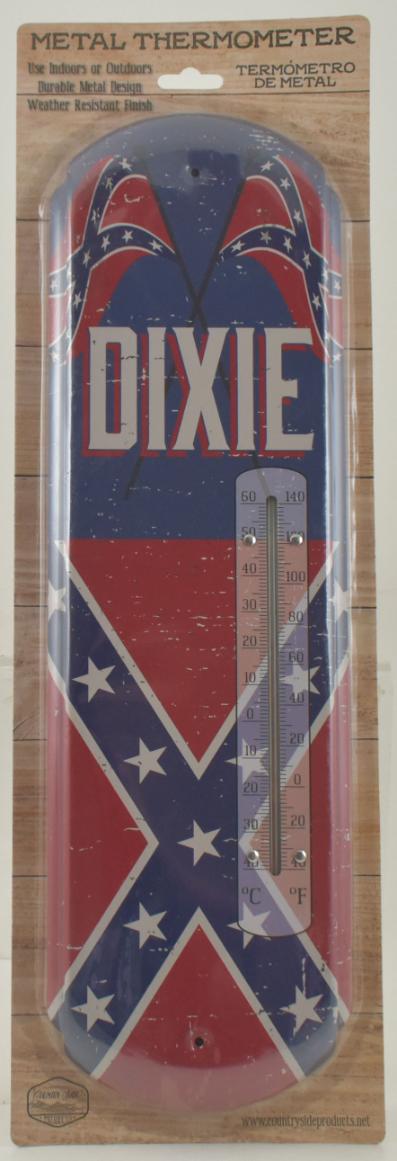 METAL THERMOMETER
Use Indoors or Outdoors
Durable Metal Design
Weather Resistant Finish
TERMÓMETRO
DE METAL
DIXIE
60 140
50 120
40 100
30 80
20 60
10 40
0 20
10 0
20
30 20
40 40
°C °F
www.countrysideproducts.net